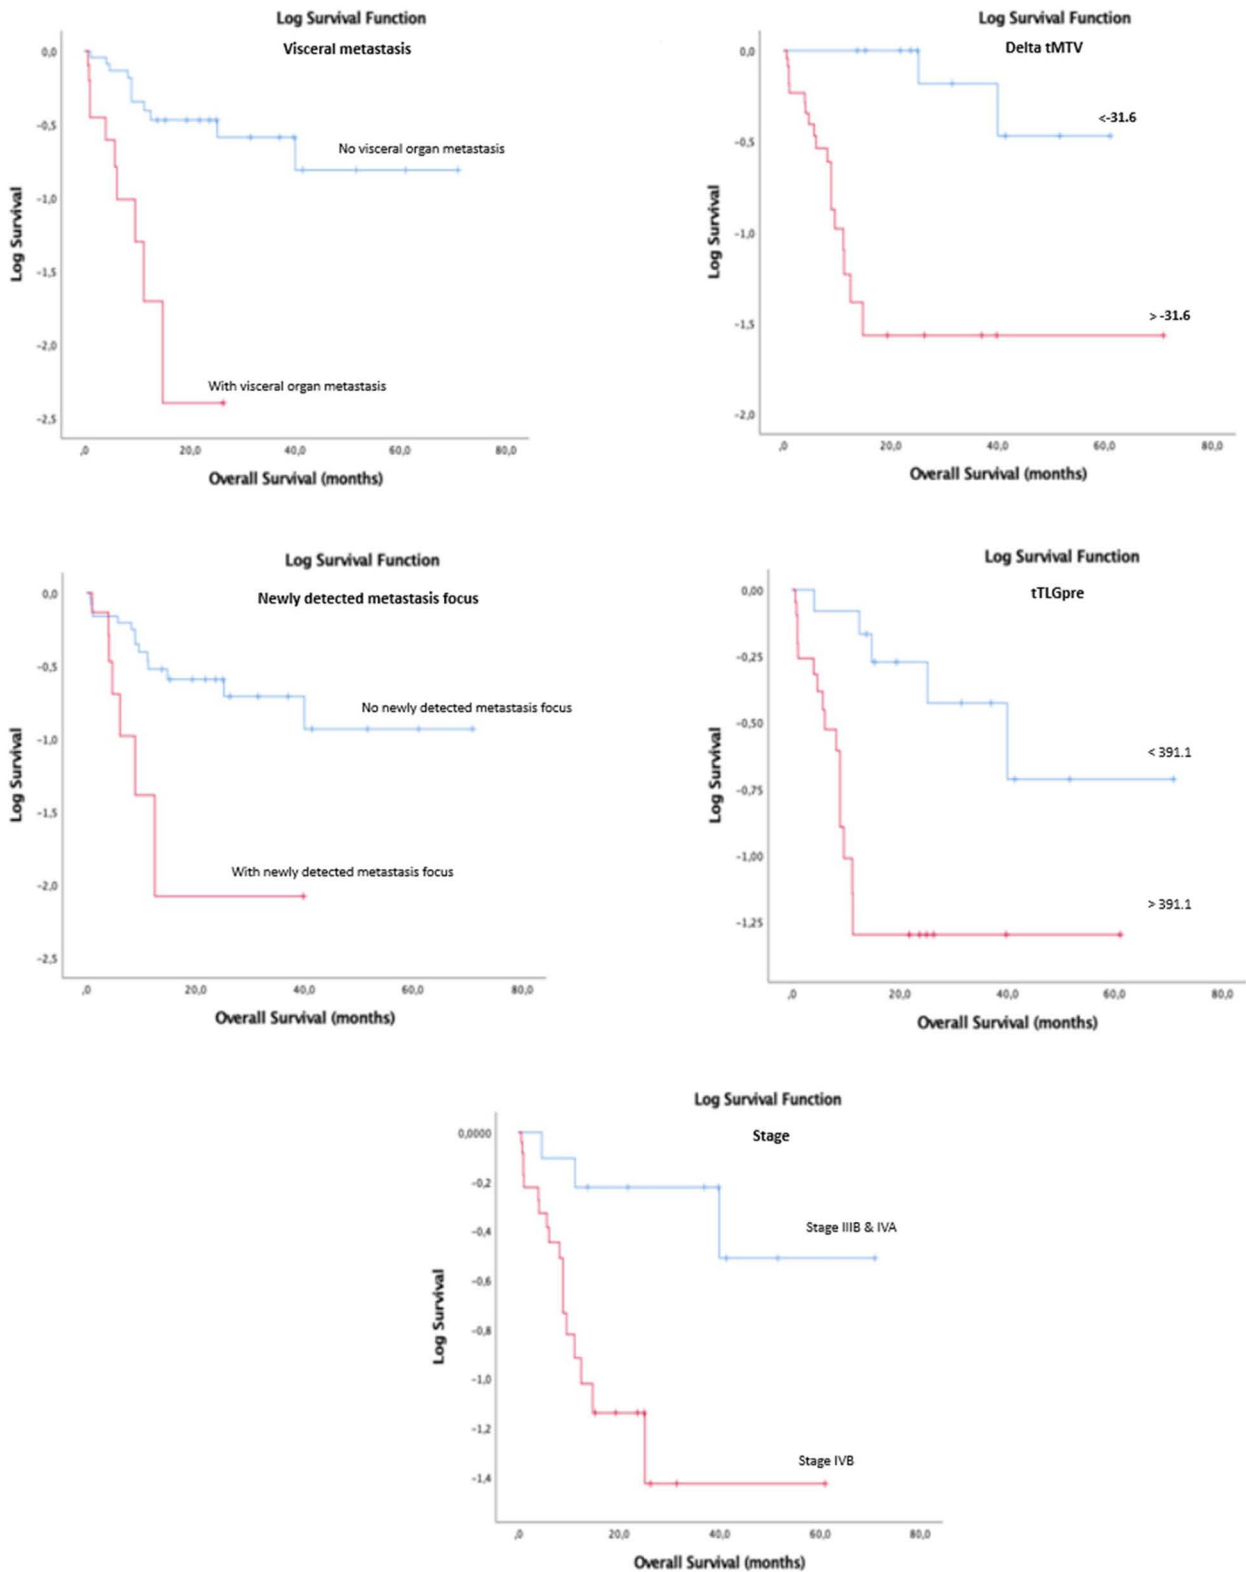 Log Survival Function
Visceral metastasis
0,0
-0,5
-1,0
-1,5
-2,0
-2,5
Log Survival
No visceral organ metastasis
With visceral organ metastasis
,0 20,0 40,0 60,0 80,0
Overall Survival (months)
Log Survival Function
Delta tMTV
0,0
-0,5
-1,0
-1,5
-2,0
Log Survival
<-31.6
> -31.6
,0 20,0 40,0 60,0 80,0
Overall Survival (months)
Log Survival Function
Newly detected metastasis focus
0,0
-0,5
-1,0
-1,5
-2,0
-2,5
Log Survival
No newly detected metastasis focus
With newly detected metastasis focus
,0 20,0 40,0 60,0 80,0
Overall Survival (months)
Log Survival Function
tTLGpre
0,00
-0,25
-0,50
-0,75
-1,00
-1,25
Log Survival
< 391.1
> 391.1
,0 20,0 40,0 60,0 80,0
Overall Survival (months)
Log Survival Function
Stage
0,0000
-0,2
-0,4
-0,6
-0,8
-1,0
-1,2
-1,4
Log Survival
Stage IIIB & IVA
Stage IVB
,0 20,0 40,0 60,0 80,0
Overall Survival (months)